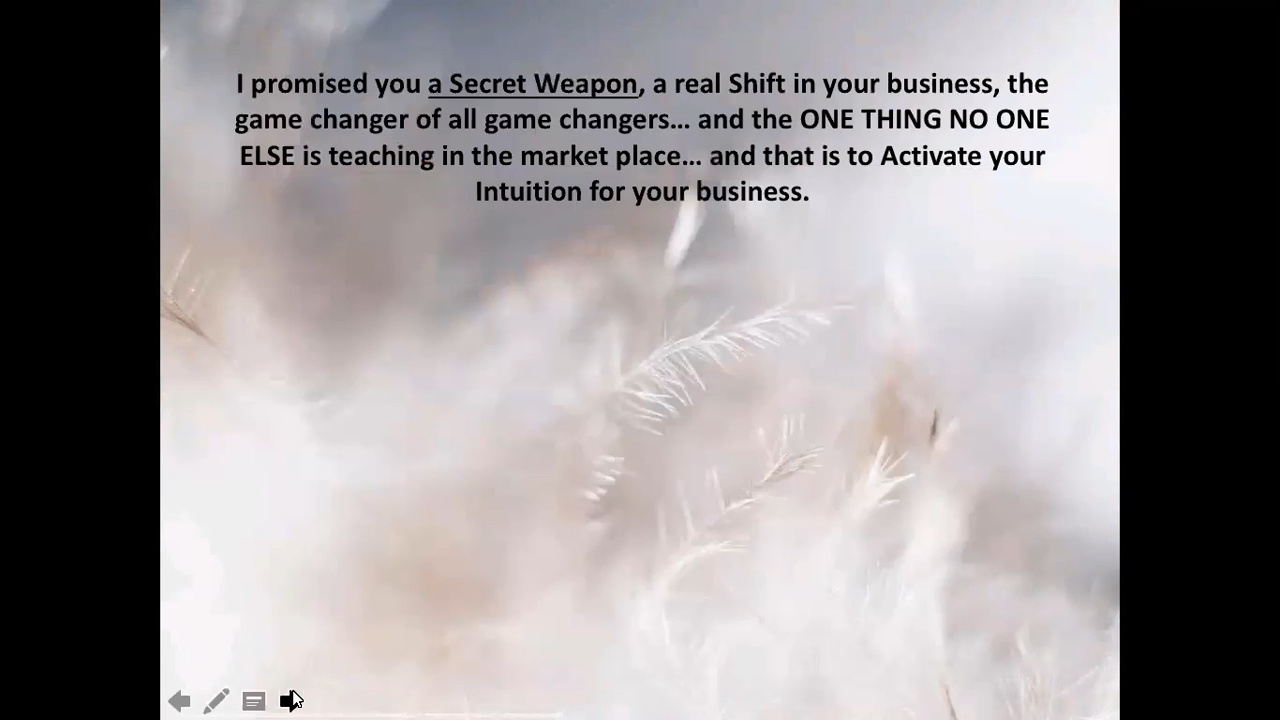 I promised you a Secret Weapon, a real Shift in your business, the
game changer of all game changers... and the ONE THING NO ONE
ELSE is teaching in the market place... and that is to Activate your
Intuition for your business.